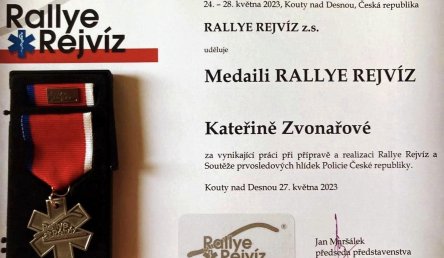 Rallye
Rejvíz
24. – 28. května 2023, Kouty nad Desnou, Česká republika
RALLYE REJVÍZ z.s.
uděluje
Medaili RALLYE REJVÍZ
Kateřině Zvonařové
za vynikající práci při přípravě a realizaci Rallye Rejvíz a
Soutěže prvosledových hlídek Policie České republiky.
Kouty nad Desnou 27. května 2023
Rallye
Rejvíz
Jan Maršálek
předseda představenstva